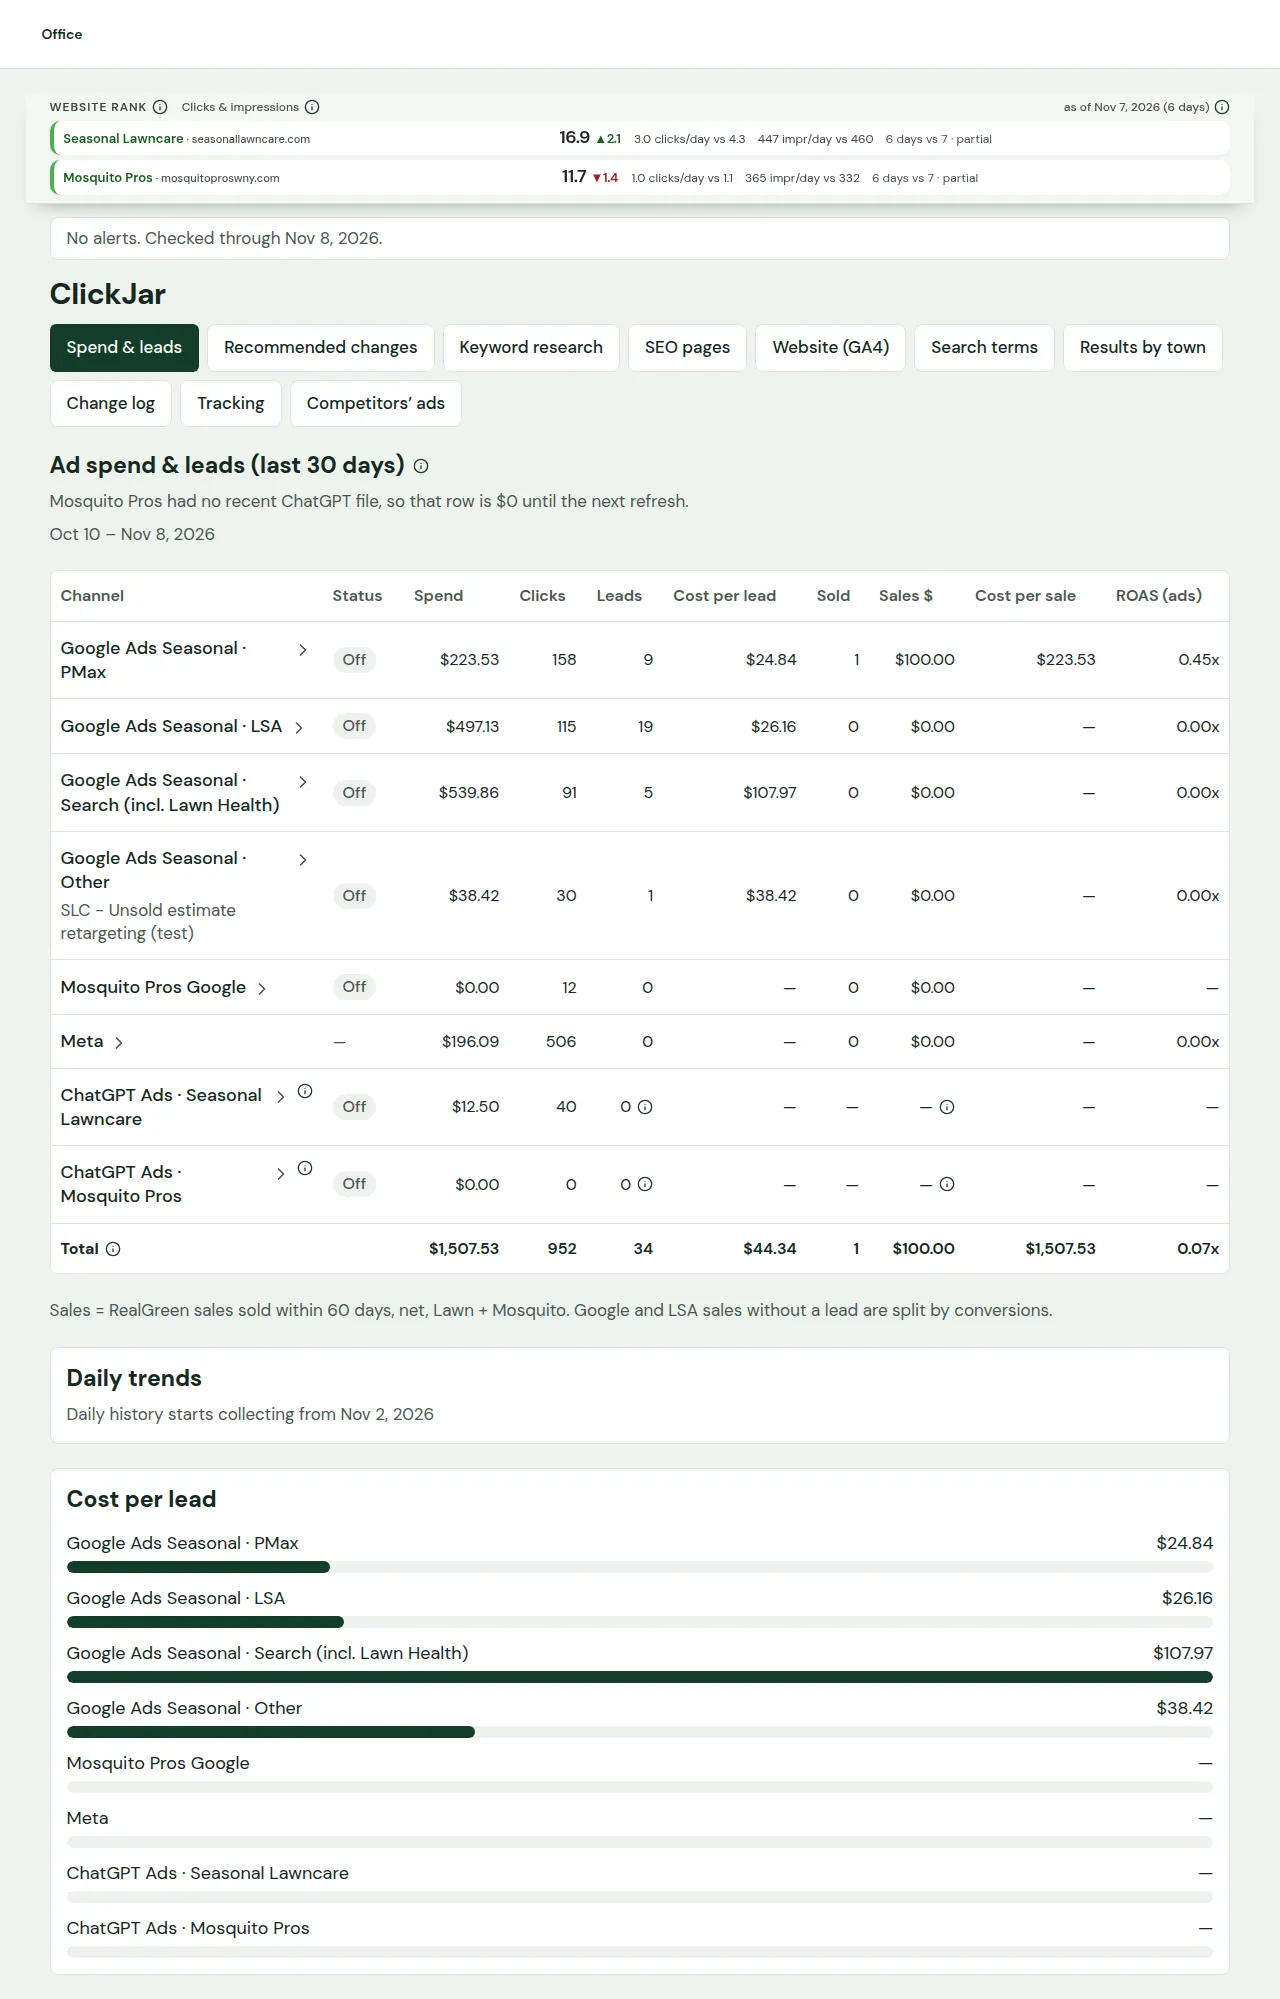 Office
WEBSITE RANK Clicks & impressions as of Nov 7, 2026 (6 days)
Seasonal Lawncare · seasonallawncare.com 16.9 ▲2.1 3.0 clicks/day vs 4.3 447 impr/day vs 460 6 days vs 7 · partial
Mosquito Pros · mosquitoproswny.com 11.7 ▼1.4 1.0 clicks/day vs 1.1 365 impr/day vs 332 6 days vs 7 · partial
No alerts. Checked through Nov 8, 2026.
ClickJar
Spend & leads Recommended changes Keyword research SEO pages Website (GA4) Search terms Results by town
Change log Tracking Competitors’ ads
Ad spend & leads (last 30 days)
Mosquito Pros had no recent ChatGPT file, so that row is $0 until the next refresh.
Oct 10 – Nov 8, 2026
Channel Status Spend Clicks Leads Cost per lead Sold Sales $ Cost per sale ROAS (ads)
Google Ads Seasonal ·
PMax
Off $223.53 158 9 $24.84 1 $100.00 $223.53 0.45x
Google Ads Seasonal · LSA Off $497.13 115 19 $26.16 0 $0.00 — 0.00x
Google Ads Seasonal ·
Search (incl. Lawn Health)
Off $539.86 91 5 $107.97 0 $0.00 — 0.00x
Google Ads Seasonal ·
Other
SLC - Unsold estimate
retargeting (test)
Off $38.42 30 1 $38.42 0 $0.00 — 0.00x
Mosquito Pros Google Off $0.00 12 0 — 0 $0.00 — —
Meta — $196.09 506 0 — 0 $0.00 — 0.00x
ChatGPT Ads · Seasonal
Lawncare
Off $12.50 40 0 — — — — —
ChatGPT Ads ·
Mosquito Pros
Off $0.00 0 0 — — — — —
Total $1,507.53 952 34 $44.34 1 $100.00 $1,507.53 0.07x
Sales = RealGreen sales sold within 60 days, net, Lawn + Mosquito. Google and LSA sales without a lead are split by conversions.
Daily trends
Daily history starts collecting from Nov 2, 2026
Cost per lead
Google Ads Seasonal · PMax $24.84
Google Ads Seasonal · LSA $26.16
Google Ads Seasonal · Search (incl. Lawn Health) $107.97
Google Ads Seasonal · Other $38.42
Mosquito Pros Google —
Meta —
ChatGPT Ads · Seasonal Lawncare —
ChatGPT Ads · Mosquito Pros —